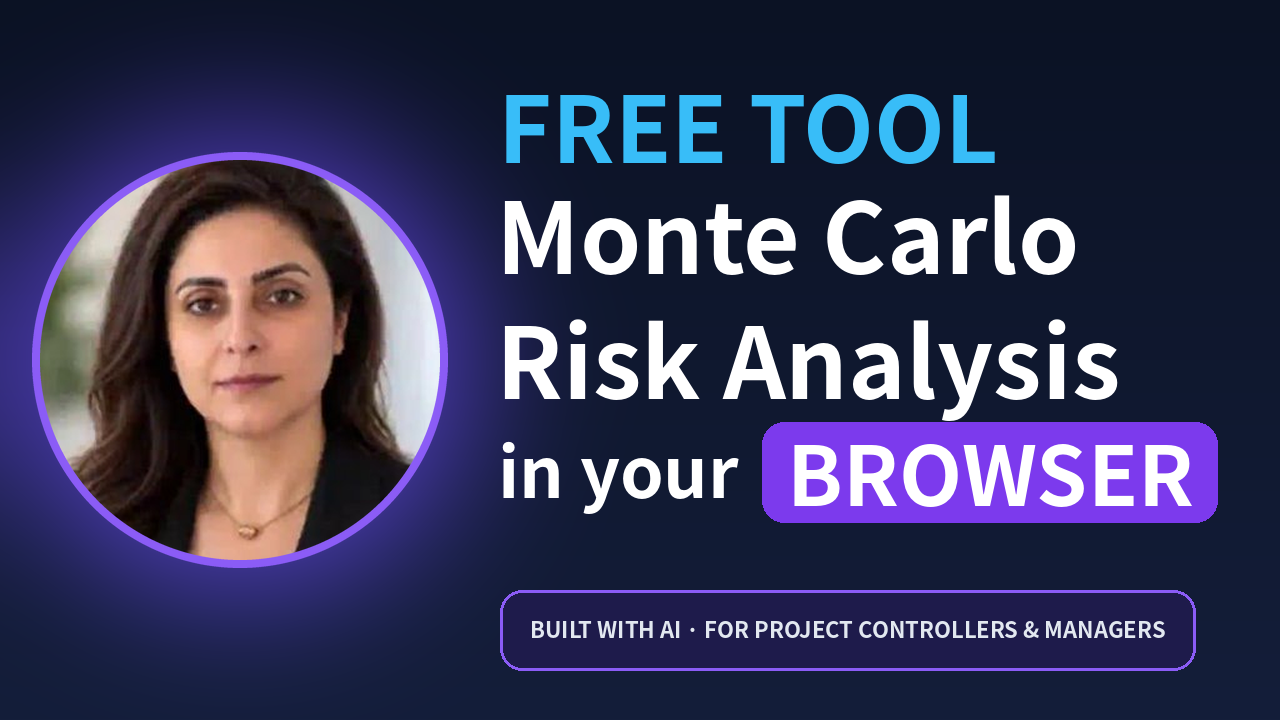 FREE TOOL
Monte Carlo
Risk Analysis
in your BROWSER
BUILT WITH AI · FOR PROJECT CONTROLLERS & MANAGERS